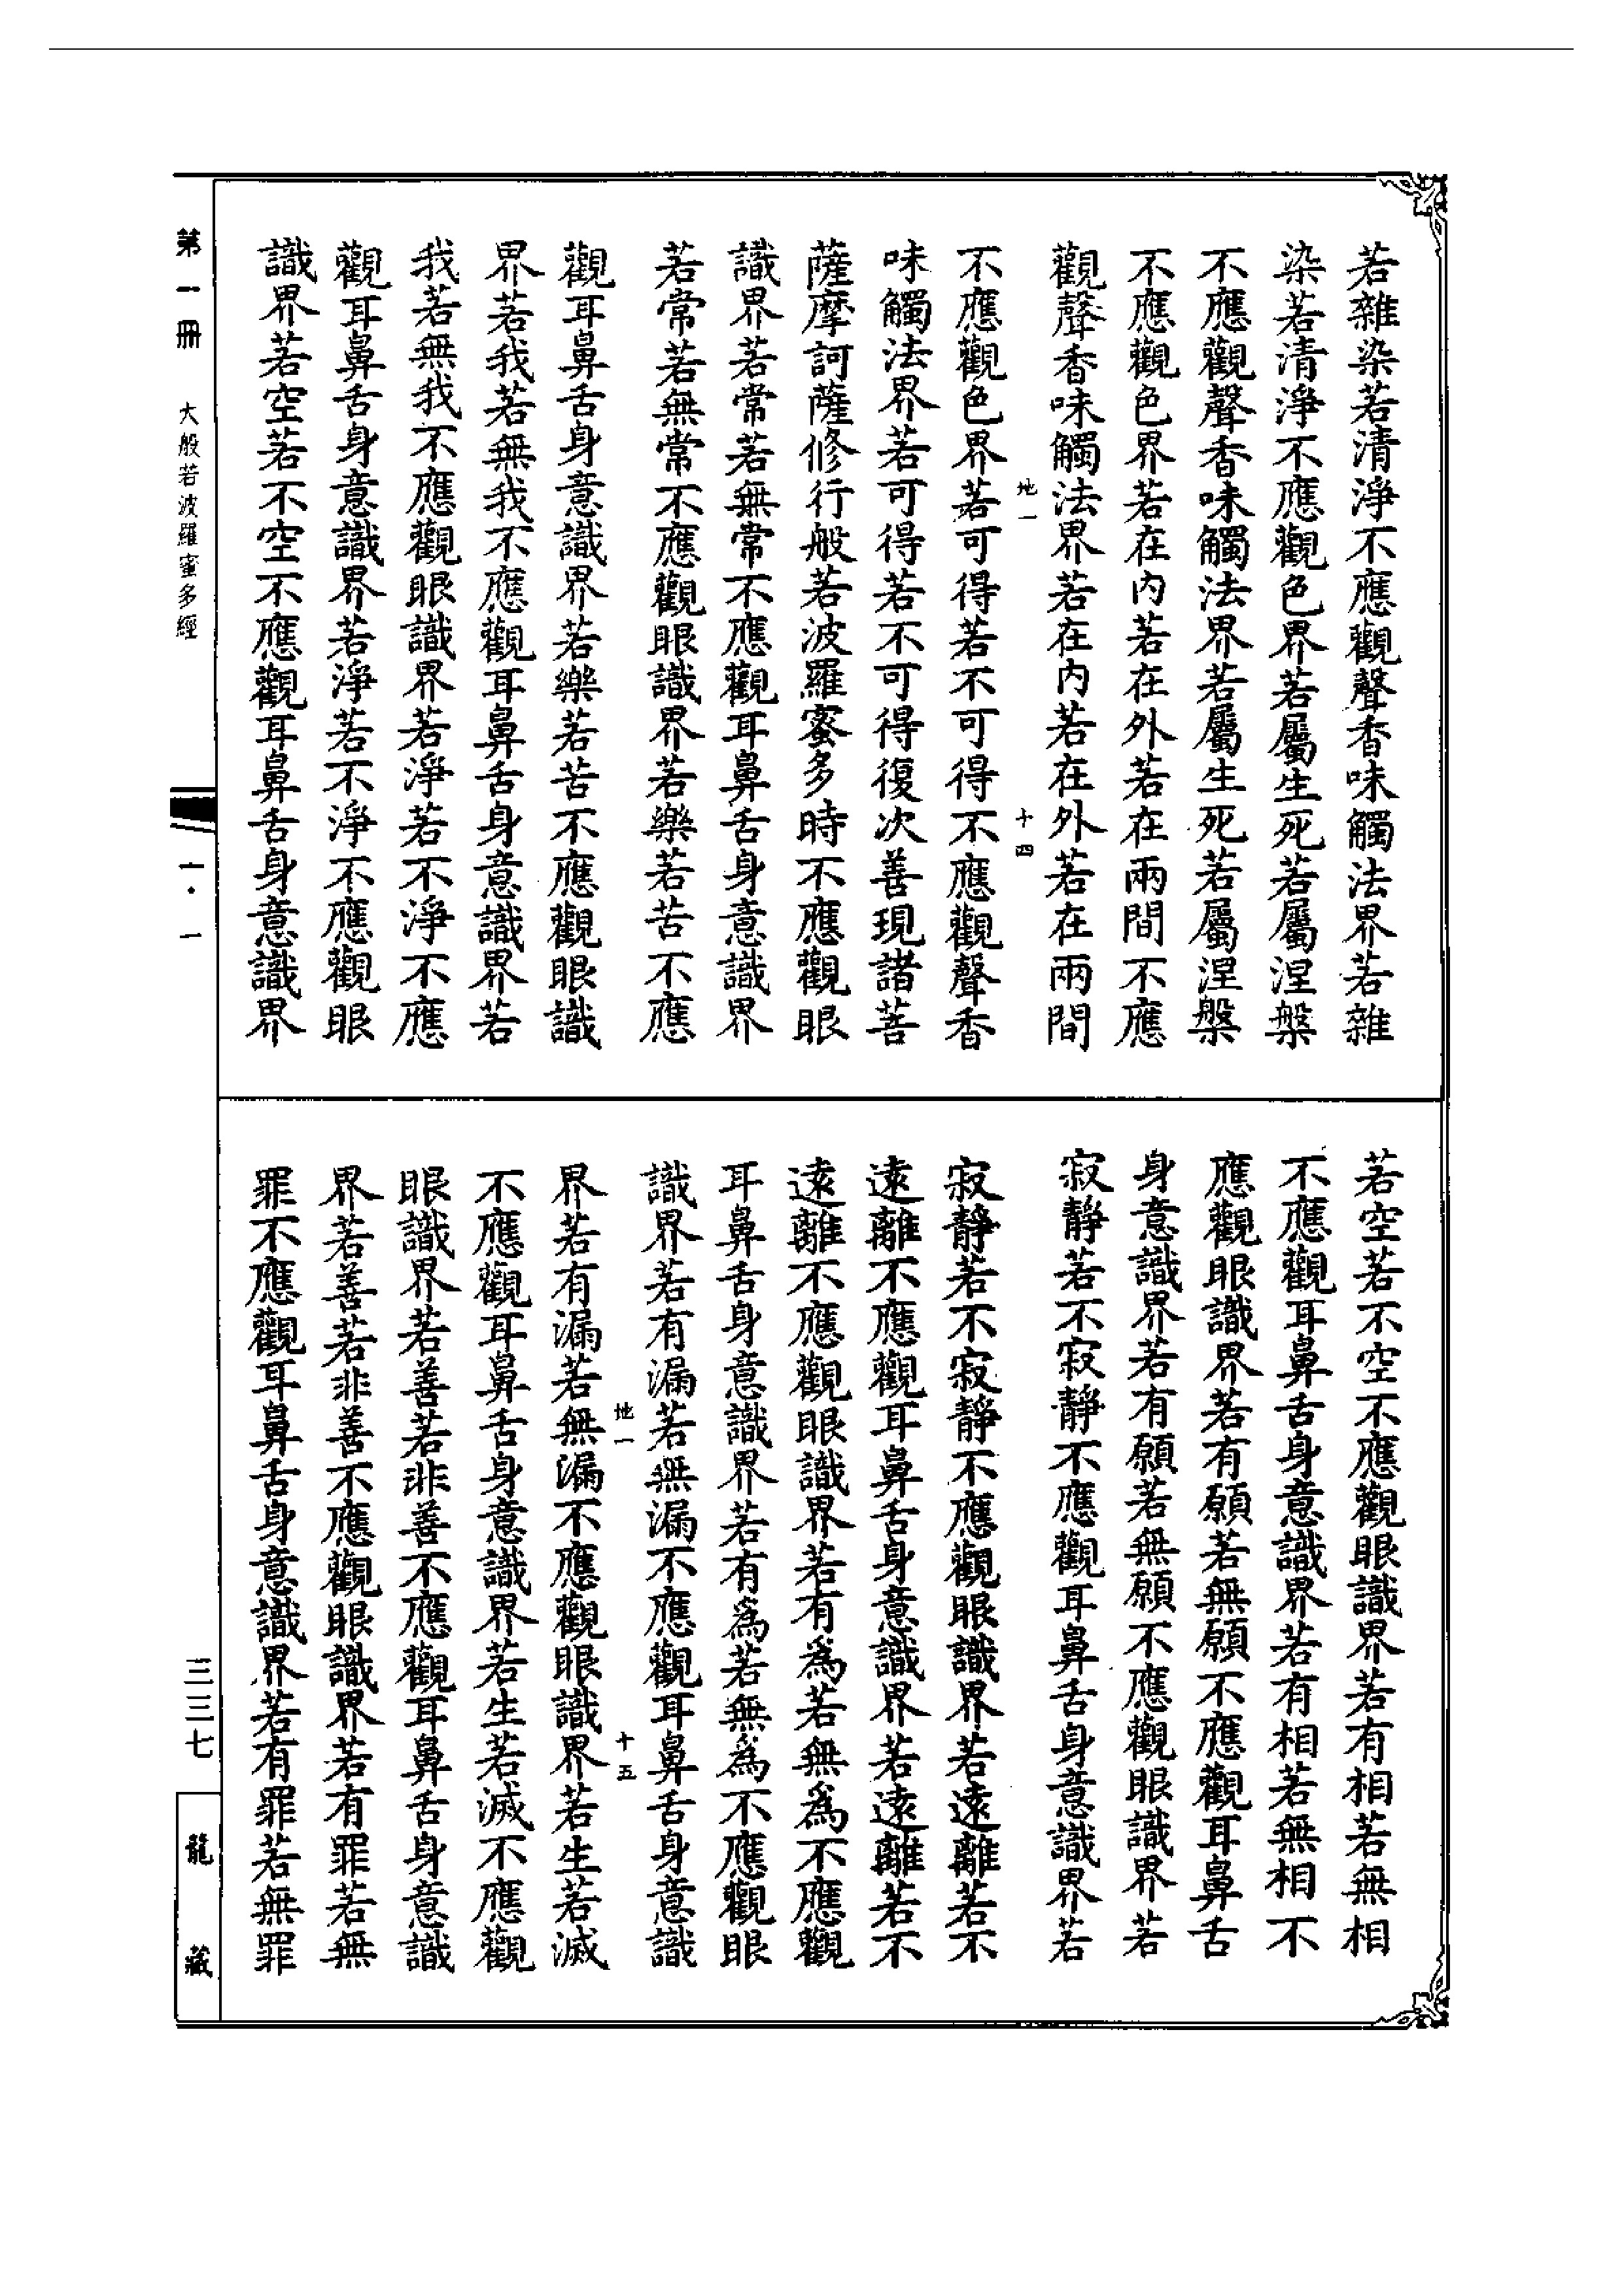 若雜染若清淨不應觀聲香味觸法界若雜
染若清淨不應觀色界若屬生死若屬涅槃
不應觀聲香味觸法界若屬生死若屬涅槃
不應觀色界若在內若在外若在兩間不應
觀聲香味觸法界若在內若在外若在兩間
地一 十四
不應觀色界若可得若不可得不應觀聲香
味觸法界若可得若不可得復次善現諸菩
薩摩訶薩修行般若波羅蜜多時不應觀眼
識界若常若無常不應觀耳鼻舌身意識界
若常若無常不應觀眼識界若樂若苦不應
觀耳鼻舌身意識界若樂若苦不應觀眼識
界若我若無我不應觀耳鼻舌身意識界若
我若無我不應觀眼識界若淨若不淨不應
觀耳鼻舌身意識界若淨若不淨不應觀眼
識界若空若不空不應觀耳鼻舌身意識界
若空若不空不應觀眼識界若有相若無相
不應觀耳鼻舌身意識界若有相若無相不
應觀眼識界若有願若無願不應觀耳鼻舌
身意識界若有願若無願不應觀眼識界若
寂靜若不寂靜不應觀耳鼻舌身意識界若
寂靜若不寂靜不應觀眼識界若遠離若不
遠離不應觀耳鼻舌身意識界若遠離若不
遠離不應觀眼識界若有為若無為不應觀
耳鼻舌身意識界若有為若無為不應觀眼
識界若有漏若無漏不應觀耳鼻舌身意識
地一 十五
界若有漏若無漏不應觀眼識界若生若滅
不應觀耳鼻舌身意識界若生若滅不應觀
眼識界若善若非善不應觀耳鼻舌身意識
界若善若非善不應觀眼識界若有罪若無
罪不應觀耳鼻舌身意識界若有罪若無罪
第一冊 大般若波羅蜜多經 一·一 三三七 龍藏